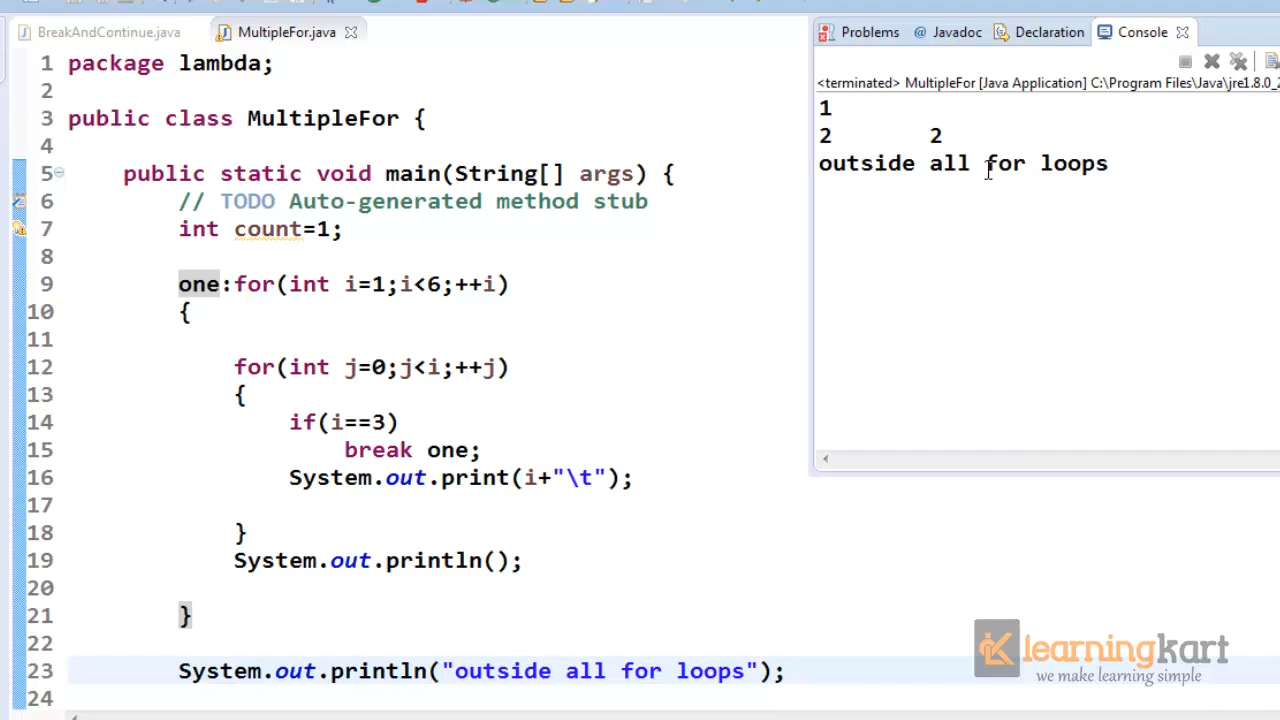 BreakAndContinue.java
MultipleFor.java
Problems
@ Javadoc
Declaration
Console
<terminated> MultipleFor [Java Application] C:\Program Files\Java\jre1.8.0_2
1 package lambda;
2
3 public class MultipleFor {
4
5 public static void main(String[] args) {
6 // TODO Auto-generated method stub
7 int count=1;
8
9 one:for(int i=1;i<6;++i)
10 {
11
12 for(int j=0;j<i;++j)
13 {
14 if(i==3)
15 break one;
16 System.out.print(i+"\t");
17
18 }
19 System.out.println();
20
21 }
22
23 System.out.println("outside all for loops");
24
1
2 2
outside all for loops
learningkart
we make learning simple